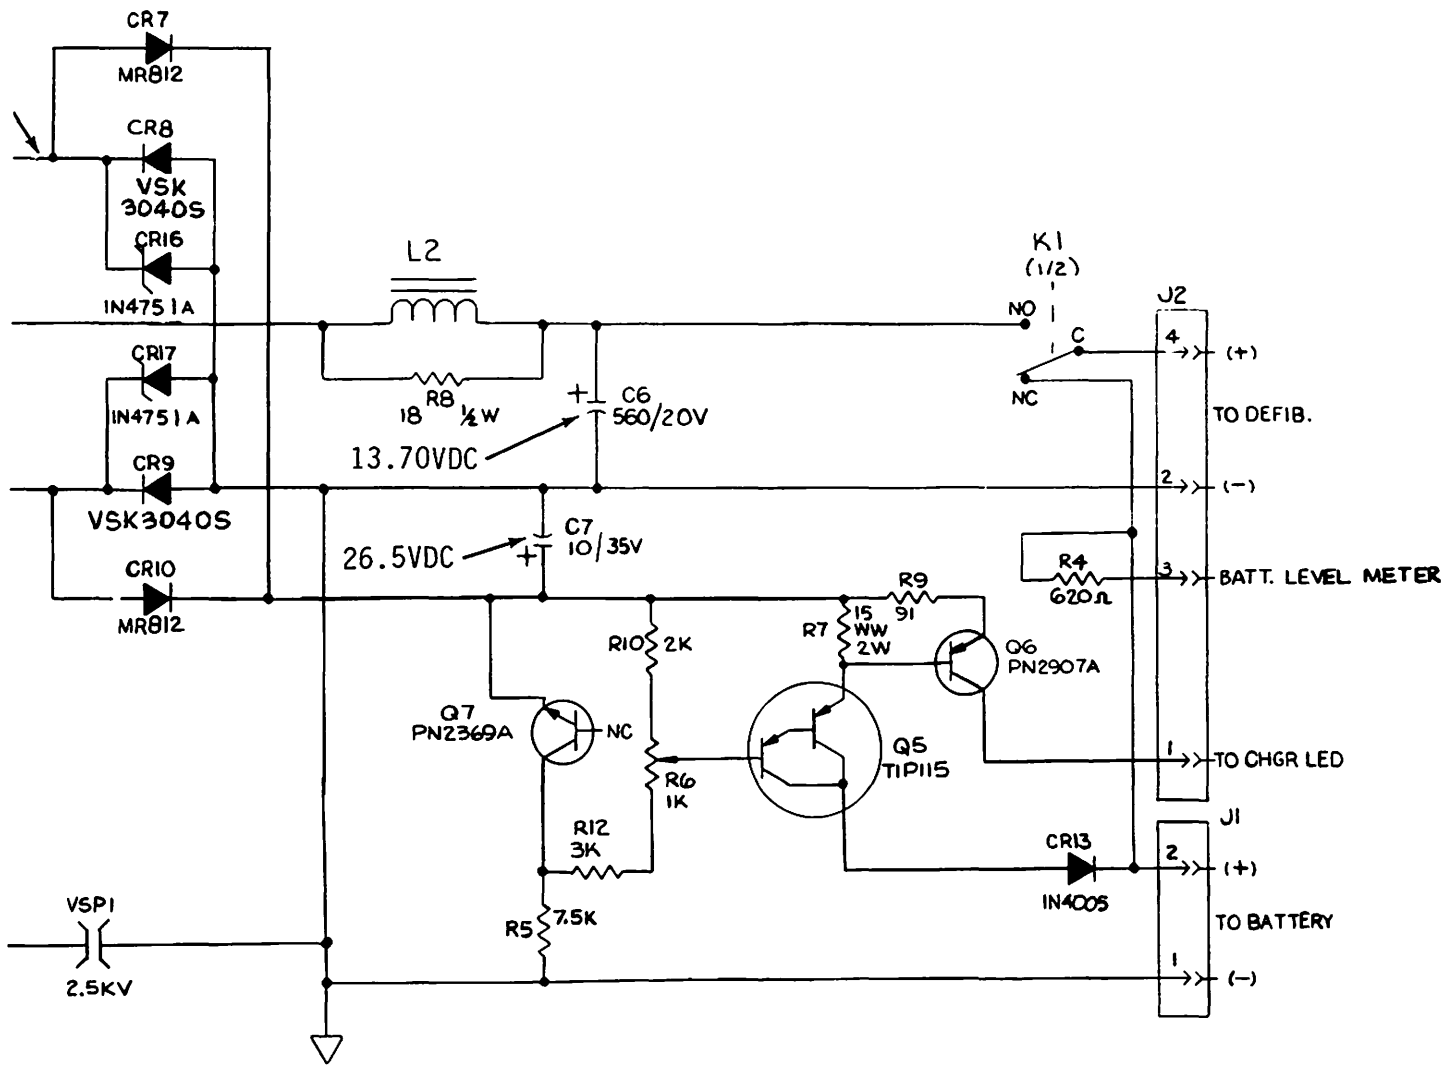 CR7
MR812
CR8
VSK
3040S
CR16
1N4751A
CR17
1N4751A
CR9
VSK3040S
CR10
MR812
L2
R8
18 ½W
13.70VDC
+
C6
560/20V
K1
(1/2)
NO
C
NC
J2
4
(+)
TO DEFIB.
2
(-)
R4
620Ω
3
BATT. LEVEL METER
26.5VDC
+
C7
10/35V
R9
91
R7
15
WW
2W
Q6
PN2907A
R10 2K
Q7
PN2369A
NC
R6
1K
Q5
TIP115
1
TO CHGR LED
J1
R12
3K
R5
7.5K
CR13
1N4005
2
(+)
TO BATTERY
1
(-)
VSP1
2.5KV